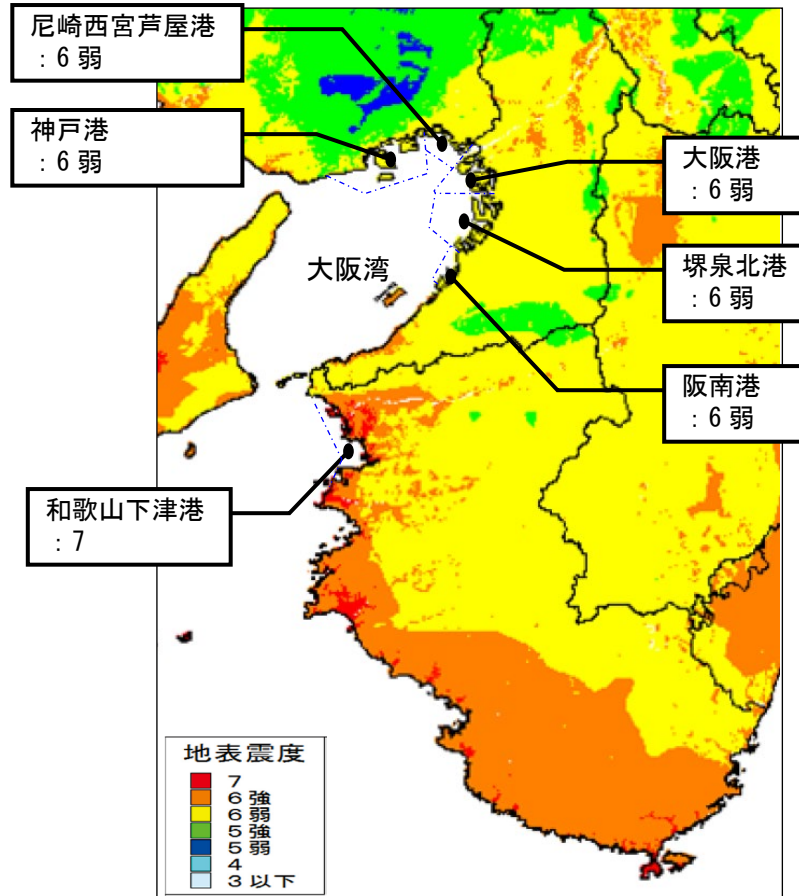 尼崎西宮芦屋港
：6弱
神戸港
：6弱
大阪港
：6弱
堺泉北港
：6弱
大阪湾
阪南港
：6弱
和歌山下津港
：7
地表震度
7
6強
6弱
5強
5弱
4
3以下